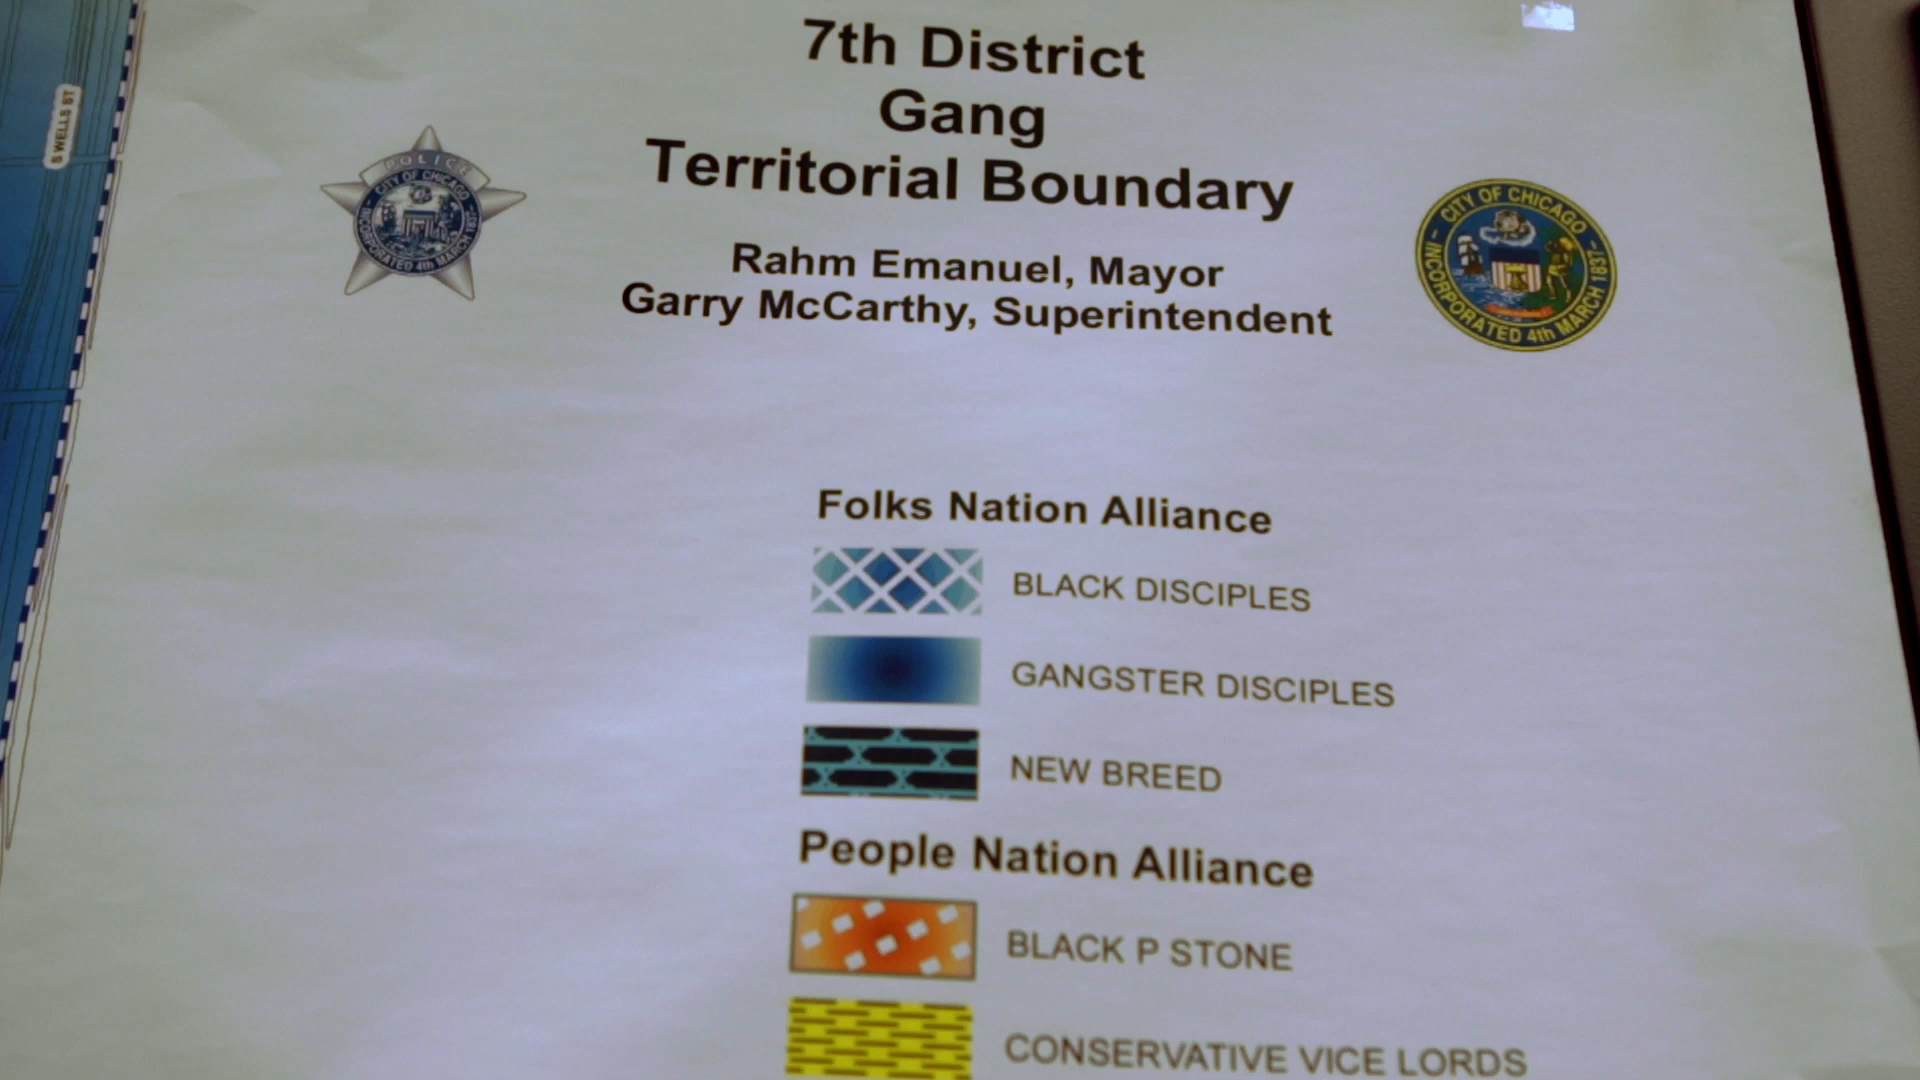 S WELLS ST
7th District
Gang
Territorial Boundary
Rahm Emanuel, Mayor
Garry McCarthy, Superintendent
POLICE
CITY OF CHICAGO
INCORPORATED 4th MARCH 1837
CITY OF CHICAGO
INCORPORATED 4th MARCH 1837
Folks Nation Alliance
BLACK DISCIPLES
GANGSTER DISCIPLES
NEW BREED
People Nation Alliance
BLACK P STONE
CONSERVATIVE VICE LORDS